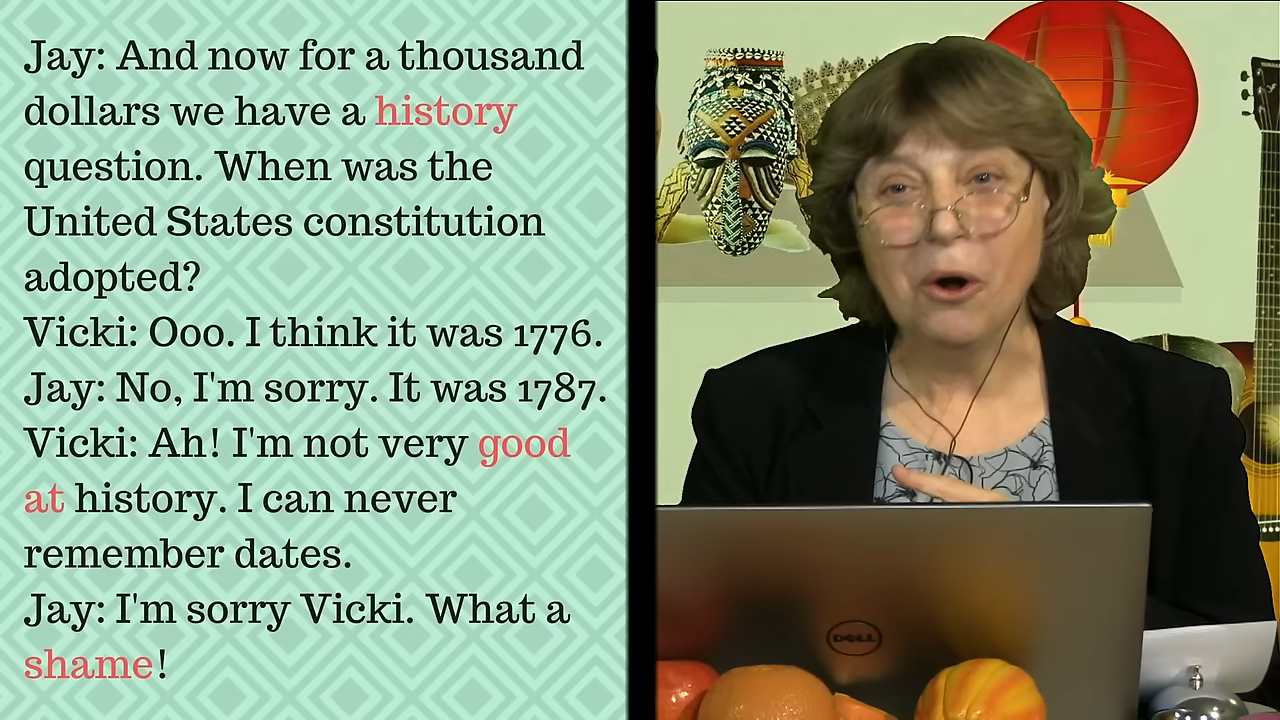 Jay: And now for a thousand
dollars we have a history
question. When was the
United States constitution
adopted?
Vicki: Ooo. I think it was 1776.
Jay: No, I'm sorry. It was 1787.
Vicki: Ah! I'm not very good
at history. I can never
remember dates.
Jay: I'm sorry Vicki. What a
shame!
DELL
YAMAHA